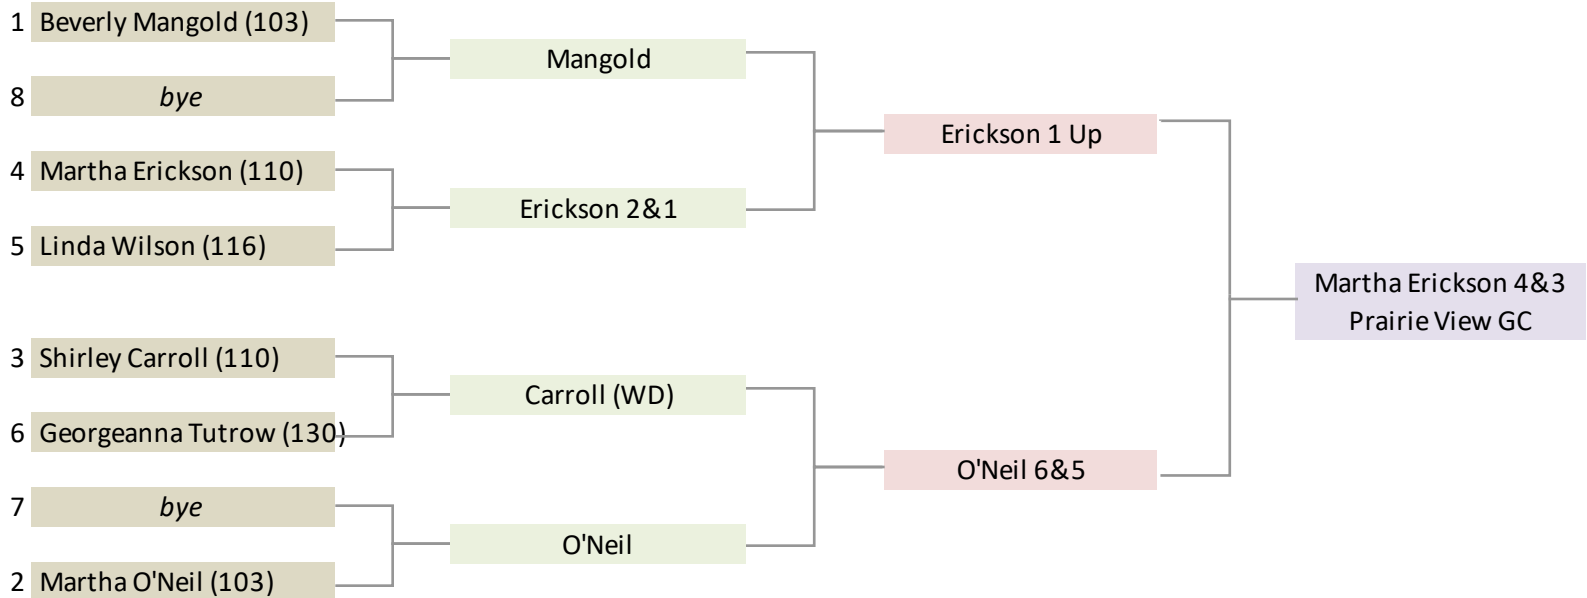 1 Beverly Mangold (103)
8 bye
4 Martha Erickson (110)
5 Linda Wilson (116)
3 Shirley Carroll (110)
6 Georgeanna Tutrow (130)
7 bye
2 Martha O'Neil (103)
Mangold
Erickson 2&1
Carroll (WD)
O'Neil
Erickson 1 Up
O'Neil 6&5
Martha Erickson 4&3
Prairie View GC